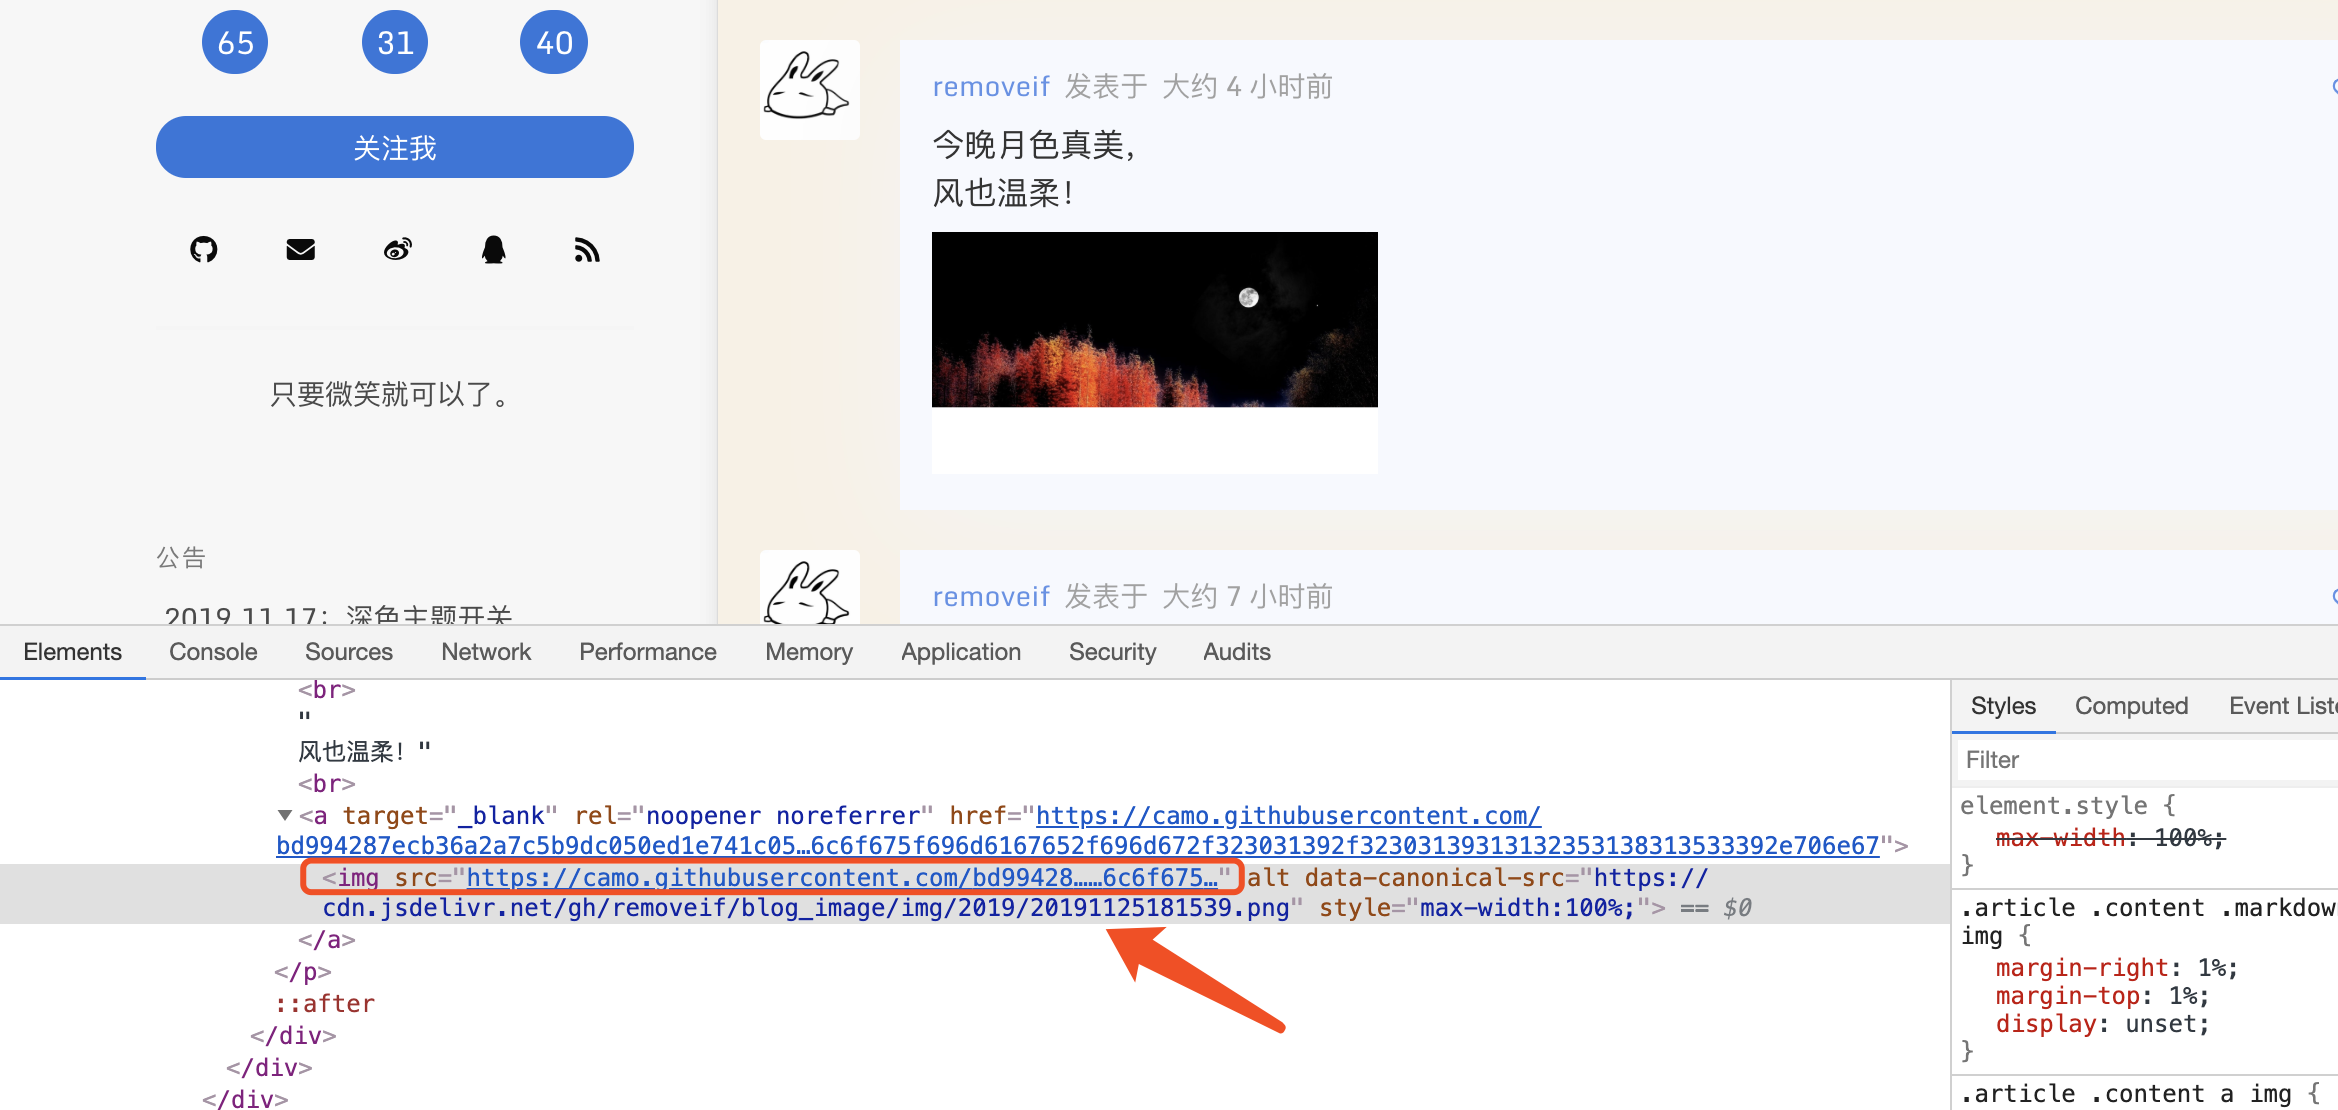 65 31 40
关注我
只要微笑就可以了。
公告
2019.11.17：深色主题开关
removeif 发表于 大约 4 小时前
今晚月色真美，
风也温柔！
removeif 发表于 大约 7 小时前
Elements Console Sources Network Performance Memory Application Security Audits
<br>
"
风也温柔！"
<br>
▼<a target="_blank" rel="noopener noreferrer" href="https://camo.githubusercontent.com/
bd994287ecb36a2a7c5b9dc050ed1e741c05…6c6f675f696d6167652f696d672f323031392f32303139313132353138313533392e706e67">
<img src="https://camo.githubusercontent.com/bd99428……6c6f675…" alt data-canonical-src="https://
cdn.jsdelivr.net/gh/removeif/blog_image/img/2019/20191125181539.png" style="max-width:100%;"> == $0
</a>
</p>
::after
</div>
</div>
</div>
Styles Computed Event Liste
Filter
element.style {
max-width: 100%;
}
.article .content .markdow
img {
margin-right: 1%;
margin-top: 1%;
display: unset;
}
.article .content a img {